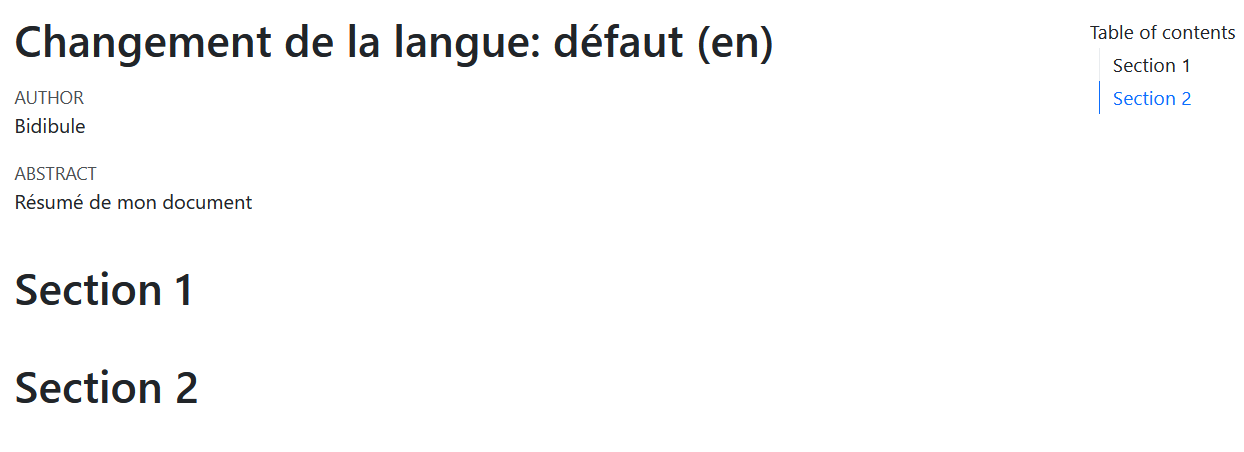 Changement de la langue: défaut (en)
AUTHOR
Bidibule
ABSTRACT
Résumé de mon document
Section 1
Section 2
Table of contents
Section 1
Section 2